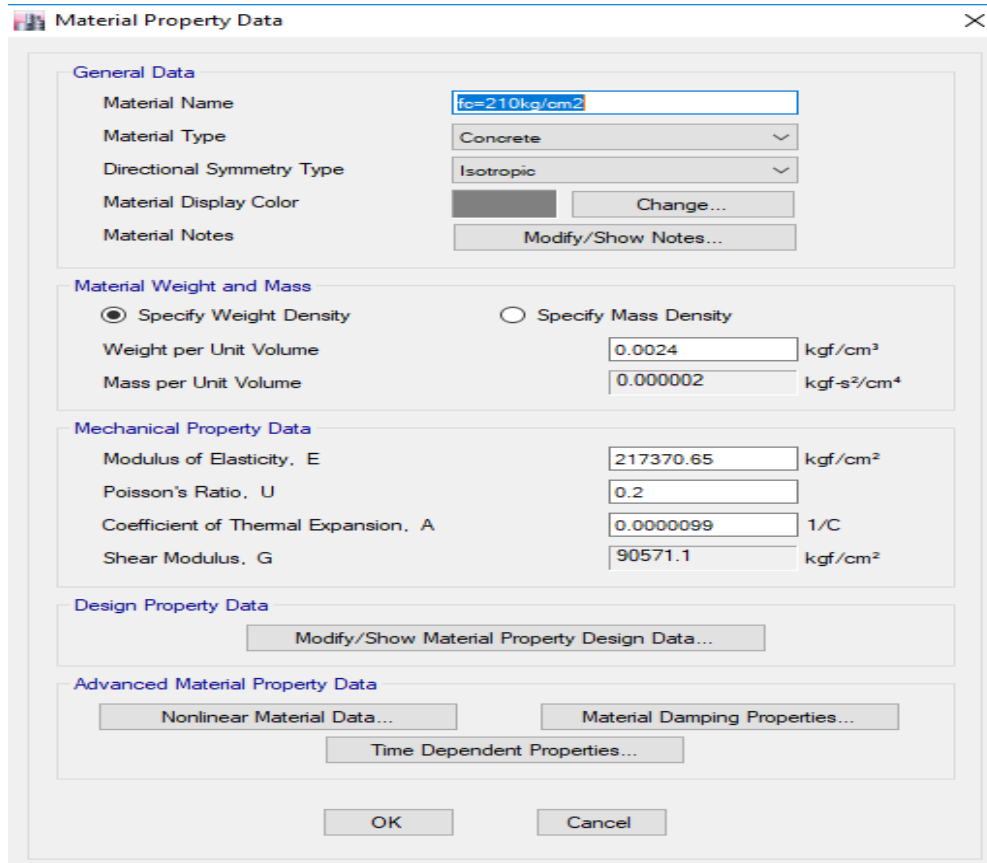 Material Property Data
General Data
Material Name fc=210kg/cm2
Material Type Concrete
Directional Symmetry Type Isotropic
Material Display Color Change...
Material Notes Modify/Show Notes...
Material Weight and Mass
Specify Weight Density Specify Mass Density
Weight per Unit Volume 0.0024 kgf/cm³
Mass per Unit Volume 0.000002 kgf-s²/cm⁴
Mechanical Property Data
Modulus of Elasticity, E 217370.65 kgf/cm²
Poisson's Ratio, U 0.2
Coefficient of Thermal Expansion, A 0.0000099 1/C
Shear Modulus, G 90571.1 kgf/cm²
Design Property Data
Modify/Show Material Property Design Data...
Advanced Material Property Data
Nonlinear Material Data... Material Damping Properties...
Time Dependent Properties...
OK Cancel